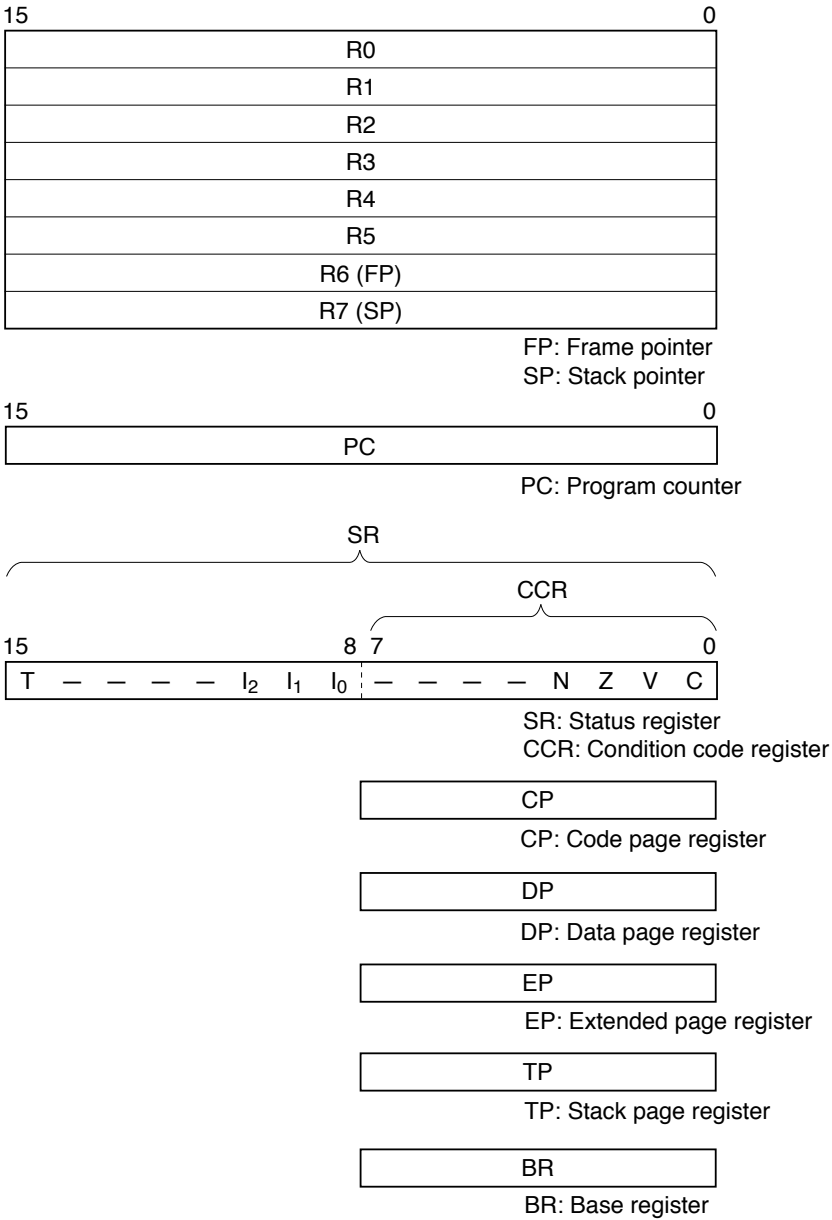 15 0
R0
R1
R2
R3
R4
R5
R6 (FP)
R7 (SP)
FP: Frame pointer
SP: Stack pointer
15 0
PC
PC: Program counter
SR
CCR
15 8 7 0
T — — — — I₂ I₁ I₀ — — — — N Z V C
SR: Status register
CCR: Condition code register
CP
CP: Code page register
DP
DP: Data page register
EP
EP: Extended page register
TP
TP: Stack page register
BR
BR: Base register